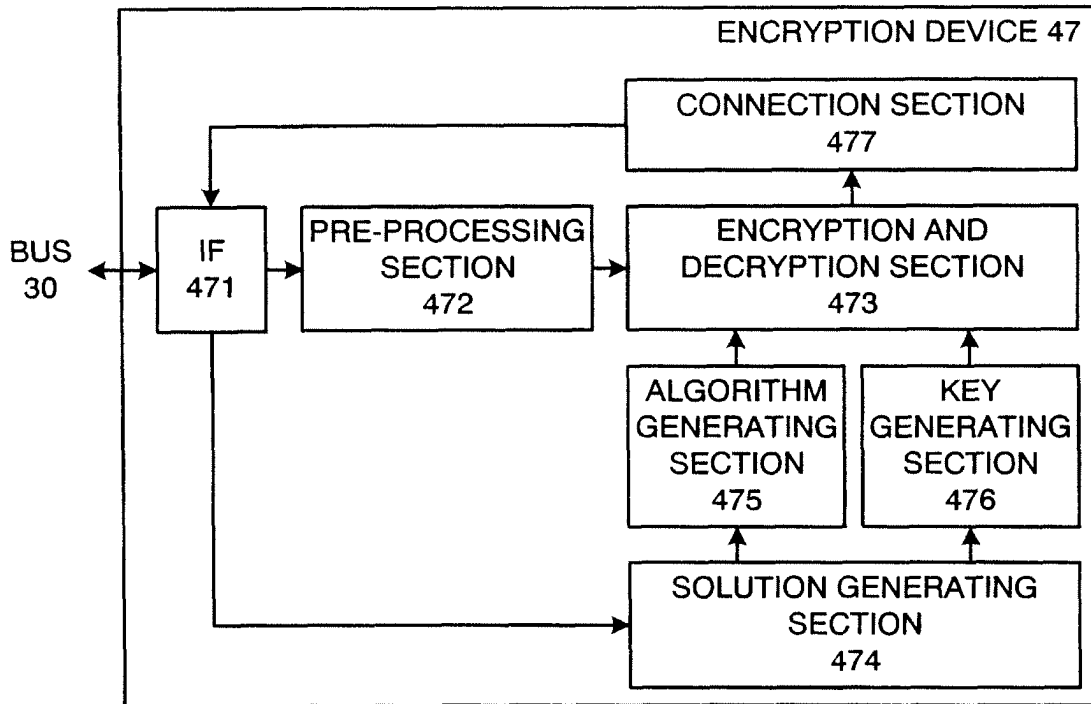 ENCRYPTION DEVICE 47
CONNECTION SECTION
477
BUS
30
IF
471
PRE-PROCESSING
SECTION
472
ENCRYPTION AND
DECRYPTION SECTION
473
ALGORITHM
GENERATING
SECTION
475
KEY
GENERATING
SECTION
476
SOLUTION GENERATING
SECTION
474